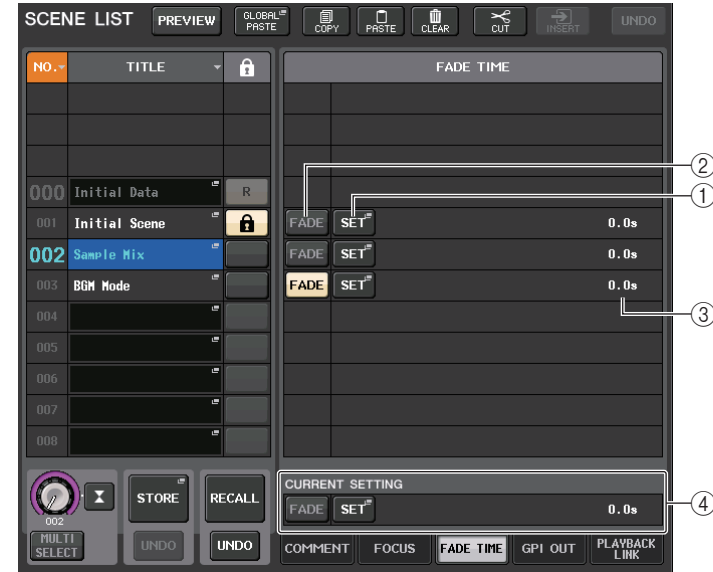 SCENE LIST PREVIEW GLOBAL PASTE COPY PASTE CLEAR CUT INSERT UNDO
NO. TITLE FADE TIME
②
000 Initial Data R
①
001 Initial Scene FADE SET 0.0s
002 Sample Mix FADE SET 0.0s
003 BGM Mode FADE SET 0.0s
004
③
005
006
007
008
CURRENT SETTING
002 STORE RECALL FADE SET 0.0s
④
MULTI SELECT UNDO UNDO COMMENT FOCUS FADE TIME GPI OUT PLAYBACK LINK